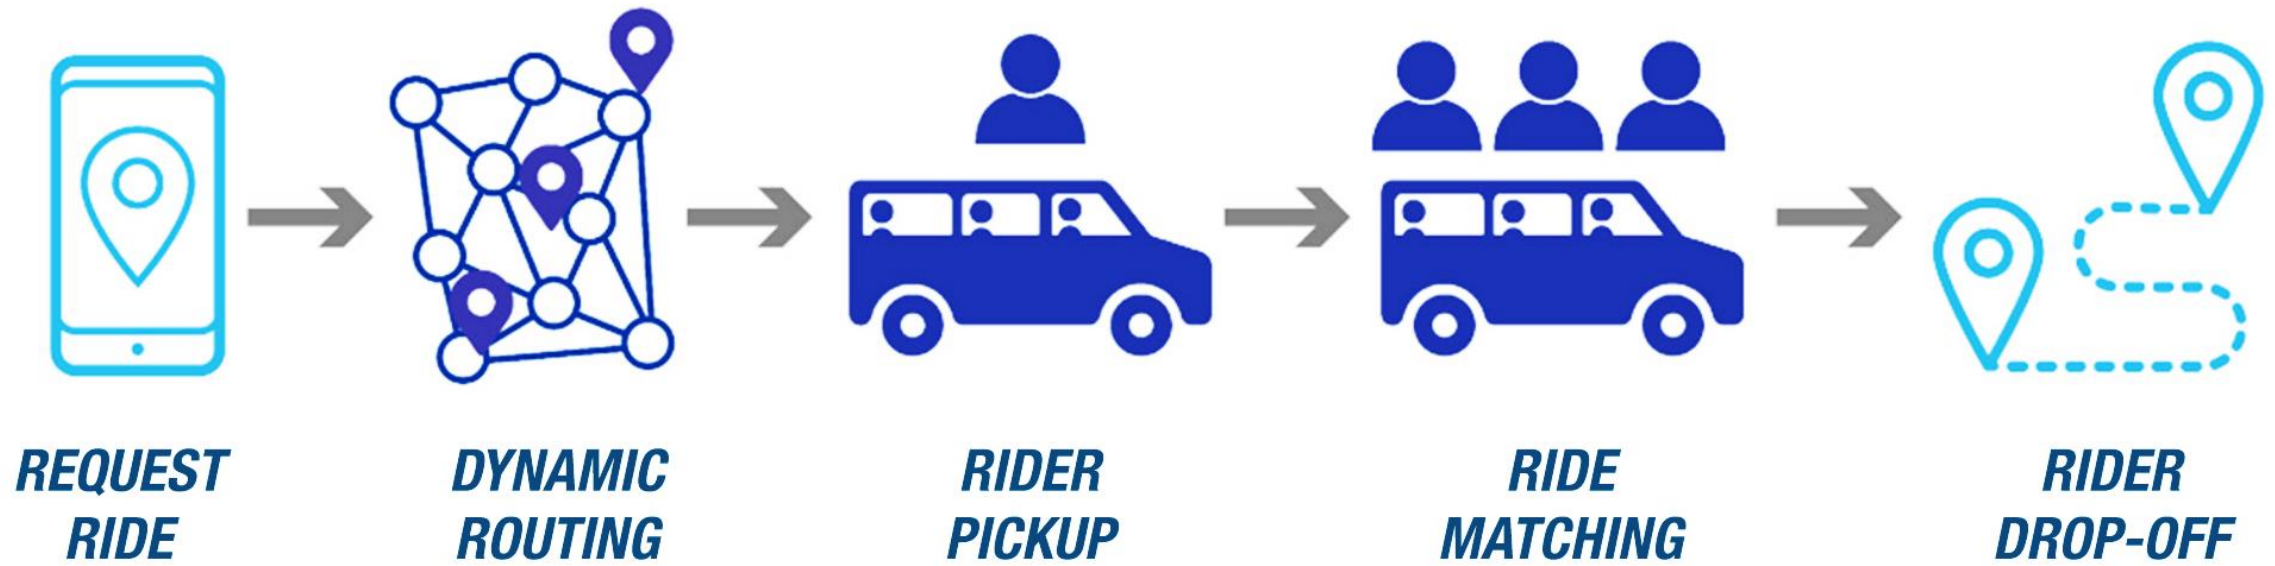 REQUEST
RIDE
DYNAMIC
ROUTING
RIDER
PICKUP
RIDE
MATCHING
RIDER
DROP-OFF